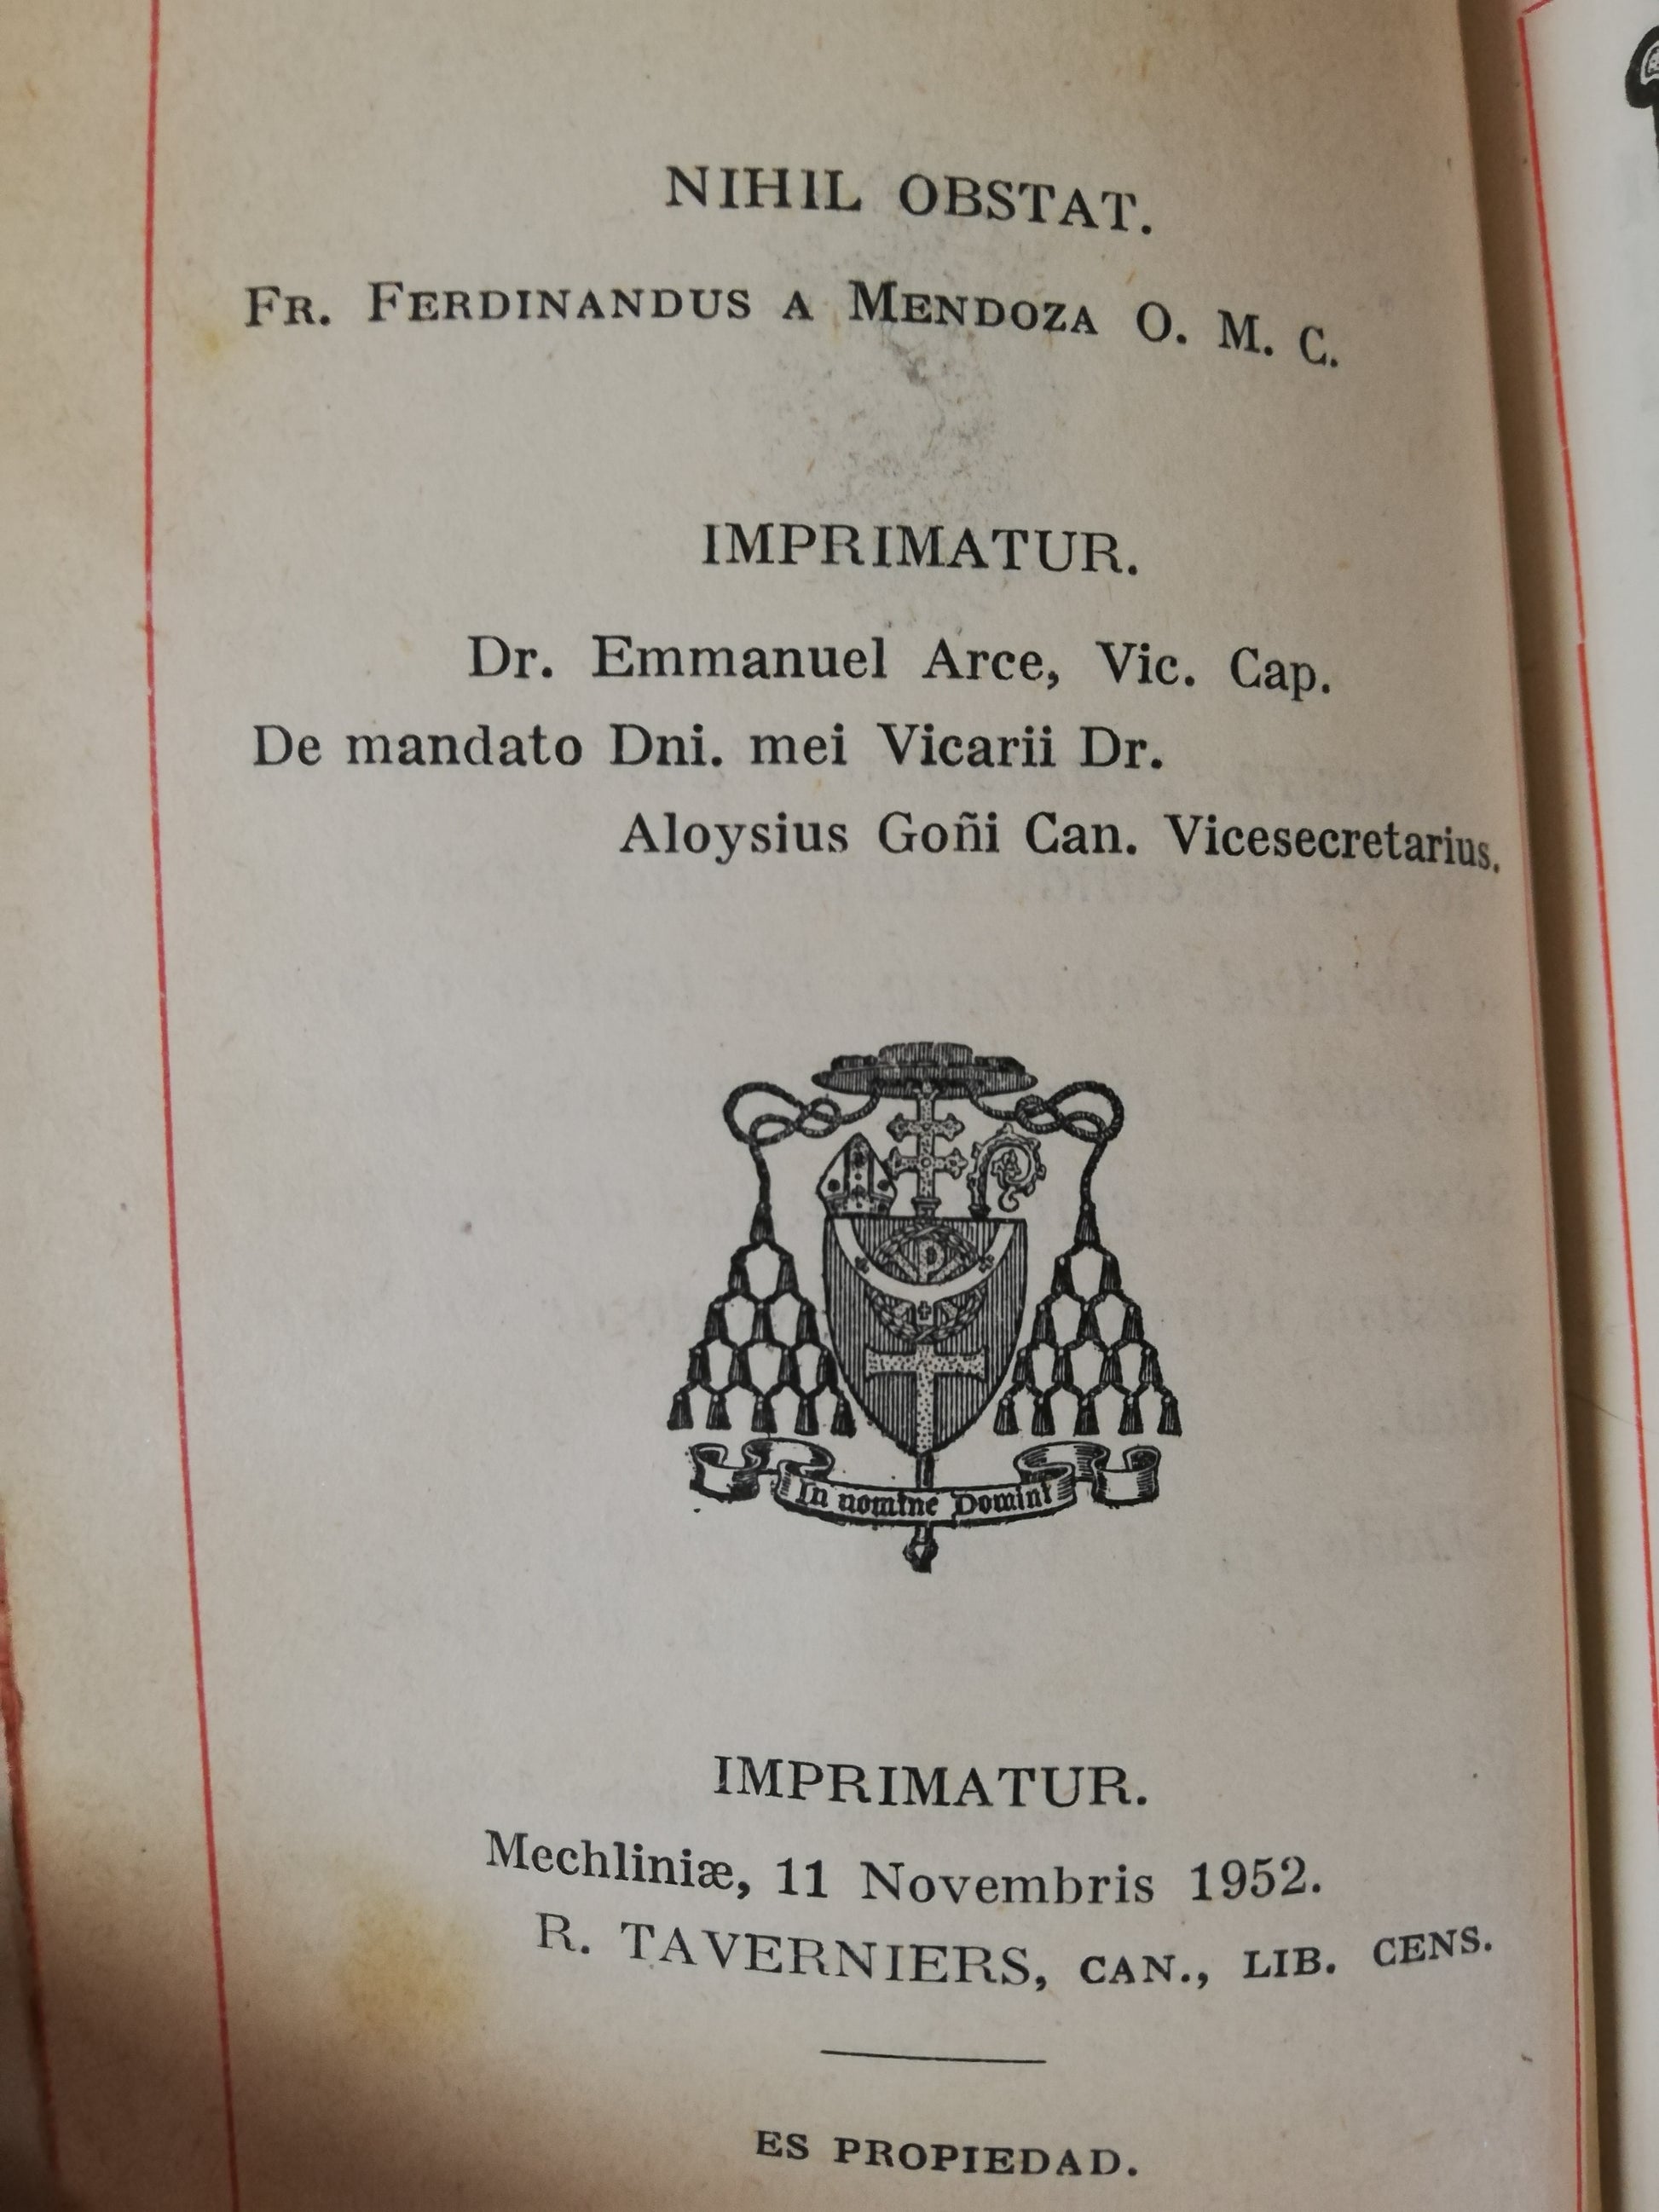 NIHIL OBSTAT.
Fr. Ferdinandus a Mendoza O. M. C.
IMPRIMATUR.
Dr. Emmanuel Arce, Vic. Cap.
De mandato Dni. mei Vicarii Dr.
Aloysius Goñi Can. Vicesecretarius.
In nomine Domini
IMPRIMATUR.
Mechliniæ, 11 Novembris 1952.
R. TAVERNIERS, CAN., LIB. CENS.
ES PROPIEDAD.